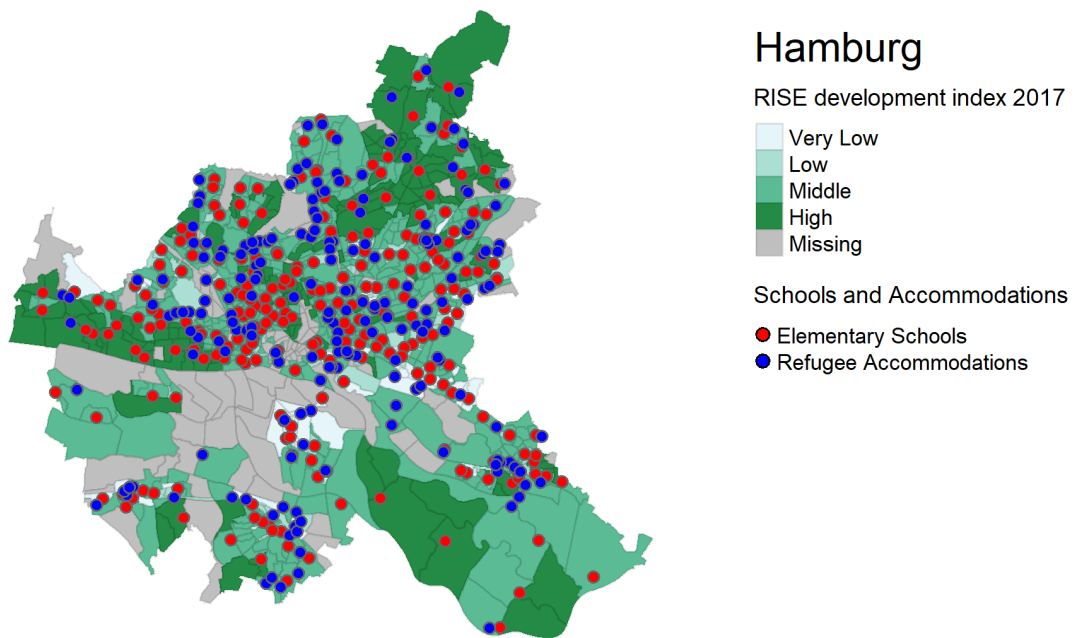 Hamburg
RISE development index 2017
Very Low
Low
Middle
High
Missing
Schools and Accommodations
Elementary Schools
Refugee Accommodations